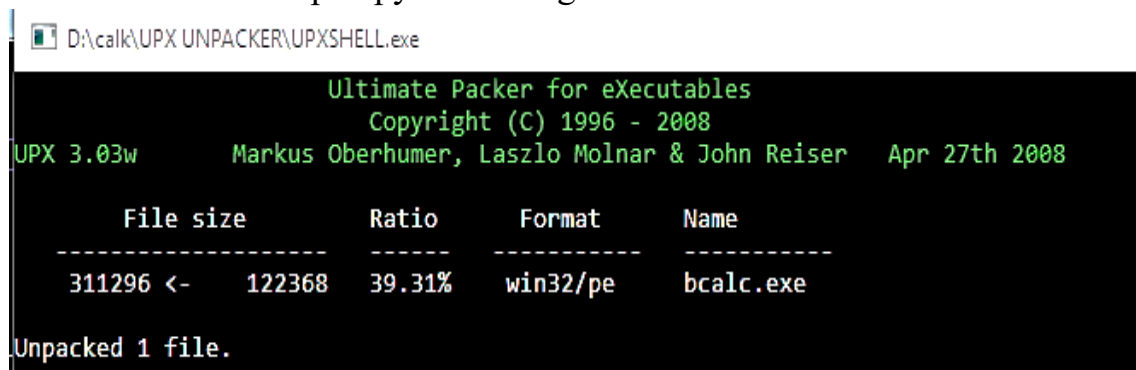 D:\calk\UPX UNPACKER\UPXSHELL.exe
Ultimate Packer for eXecutables
Copyright (C) 1996 - 2008
UPX 3.03w Markus Oberhumer, Laszlo Molnar & John Reiser Apr 27th 2008
File size Ratio Format Name
-------------------- ------ ----------- -----------
311296 <- 122368 39.31% win32/pe bcalc.exe
Unpacked 1 file.